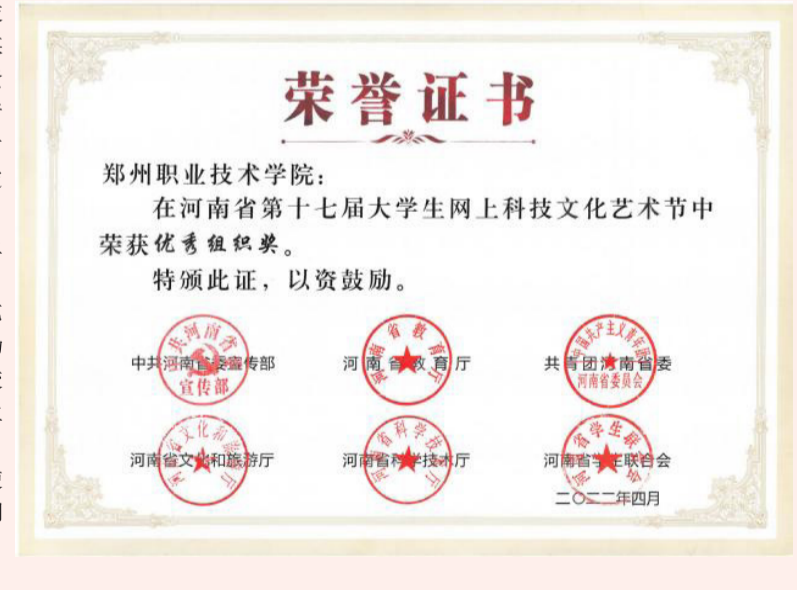 荣誉证书
郑州职业技术学院：
在河南省第十七届大学生网上科技文化艺术节中
荣获优秀组织奖。
特颁此证，以资鼓励。
中共河南省委宣传部
河南省教育厅
共青团河南省委
河南省文化和旅游厅
河南省科学技术厅
河南省学生联合会
二〇二二年四月